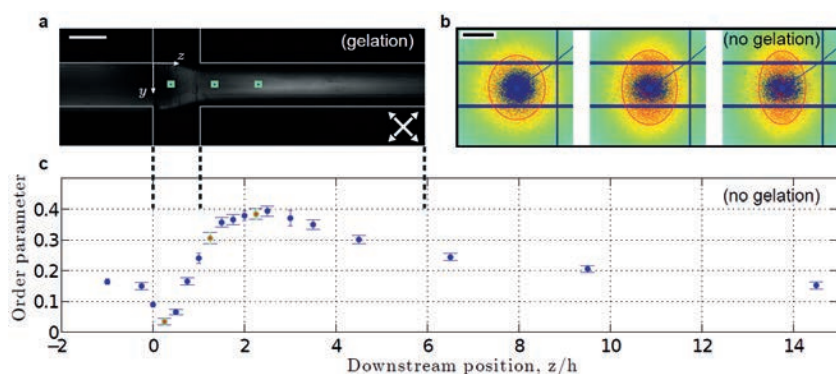 a
(gelation)
z
y
b
(no gelation)
c
(no gelation)
Order parameter
0.4
0.3
0.2
0.1
0
−2
0
2
4
6
8
10
12
14
Downstream position, z/h